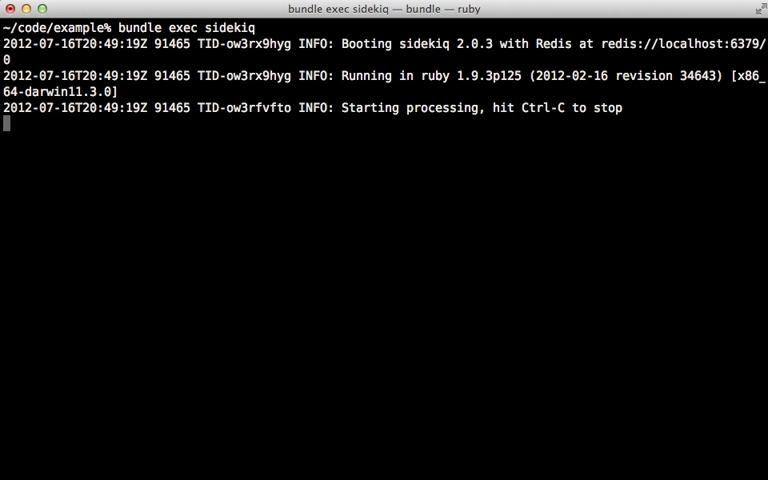 bundle exec sidekiq — bundle — ruby
~/code/example% bundle exec sidekiq
2012-07-16T20:49:19Z 91465 TID-ow3rx9hyg INFO: Booting sidekiq 2.0.3 with Redis at redis://localhost:6379/
0
2012-07-16T20:49:19Z 91465 TID-ow3rx9hyg INFO: Running in ruby 1.9.3p125 (2012-02-16 revision 34643) [x86_
64-darwin11.3.0]
2012-07-16T20:49:19Z 91465 TID-ow3rfvfto INFO: Starting processing, hit Ctrl-C to stop